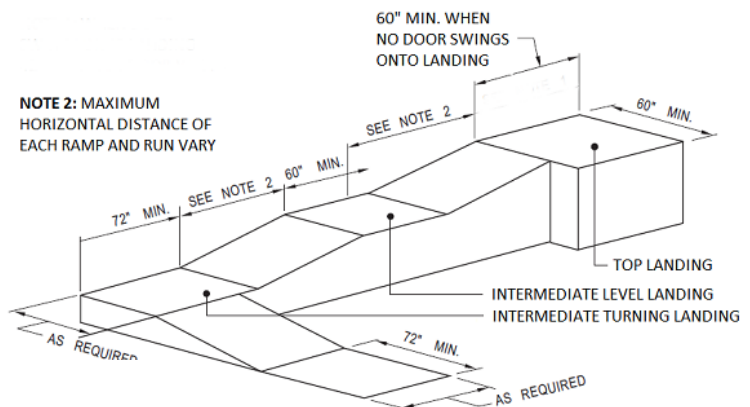 60" MIN. WHEN
NO DOOR SWINGS
ONTO LANDING
NOTE 2: MAXIMUM
HORIZONTAL DISTANCE OF
EACH RAMP AND RUN VARY
60" MIN.
SEE NOTE 2
60" MIN.
SEE NOTE 2
72" MIN.
TOP LANDING
INTERMEDIATE LEVEL LANDING
INTERMEDIATE TURNING LANDING
AS REQUIRED
72" MIN.
AS REQUIRED